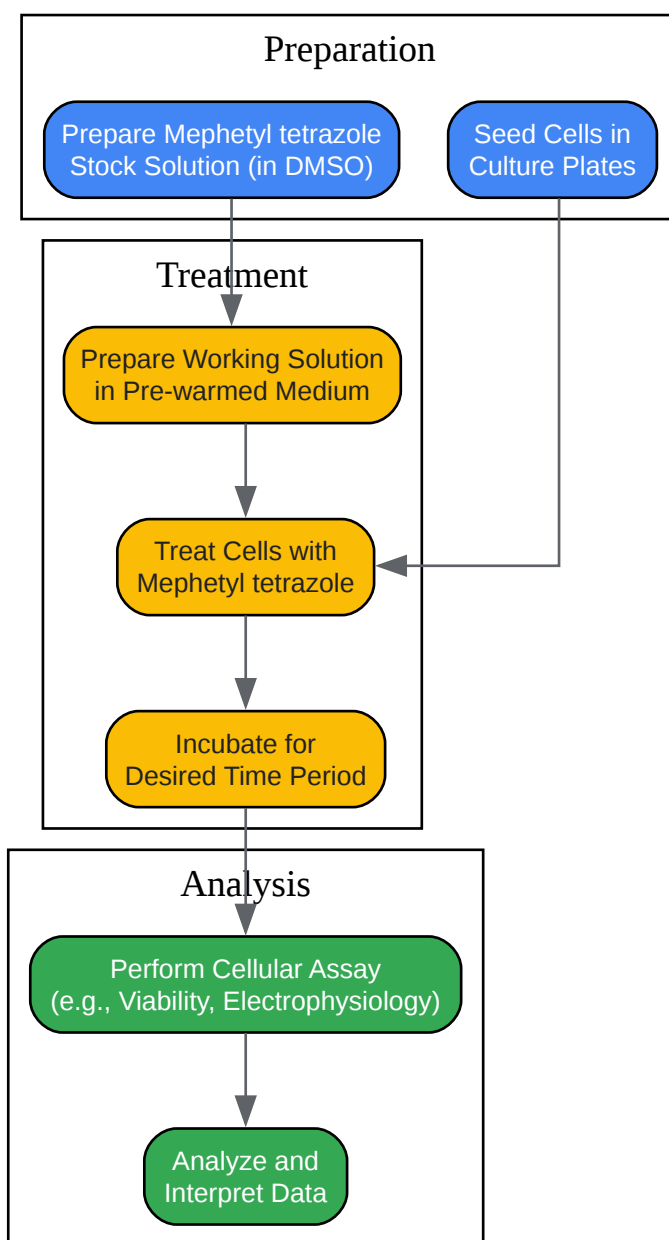 Preparation
Prepare Mephetyl tetrazole
Stock Solution (in DMSO)
Seed Cells in
Culture Plates
Treatment
Prepare Working Solution
in Pre-warmed Medium
Treat Cells with
Mephetyl tetrazole
Incubate for
Desired Time Period
Analysis
Perform Cellular Assay
(e.g., Viability, Electrophysiology)
Analyze and
Interpret Data